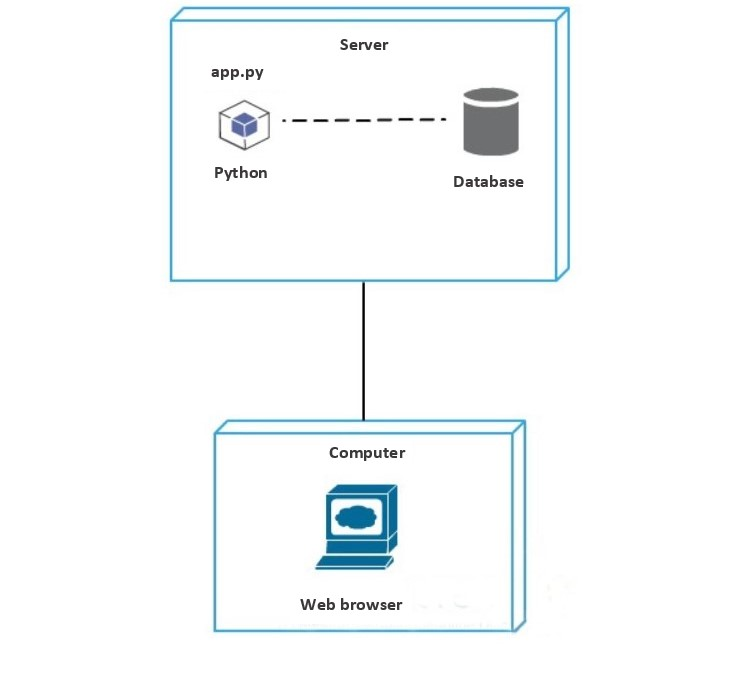 Server
app.py
Python
Database
Computer
Web browser